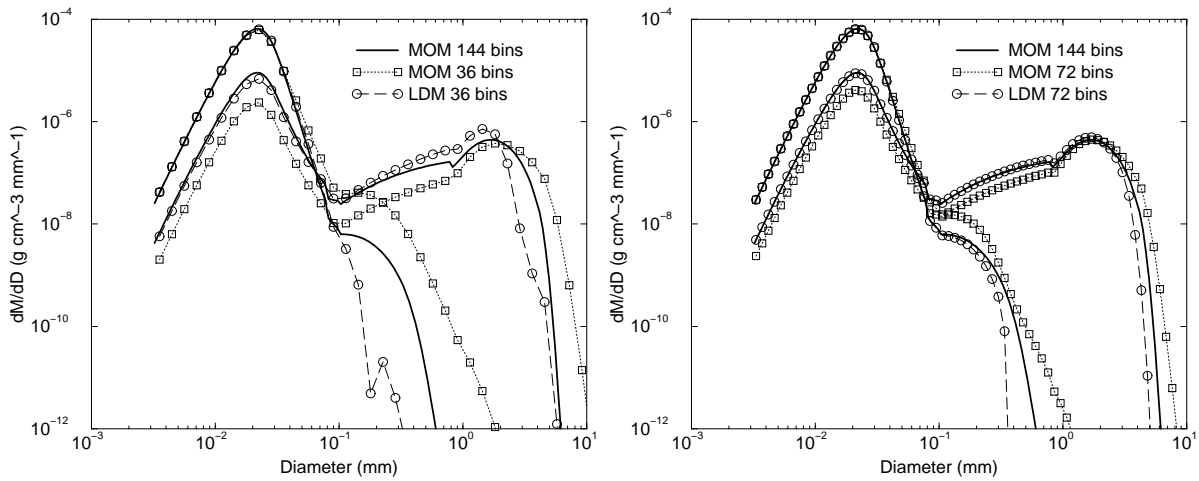 10^−4
10^−6
10^−8
10^−10
10^−12
dM/dD (g cm^−3 mm^−1)
MOM 144 bins
MOM 36 bins
LDM 36 bins
10^−3
10^−2
10^−1
10^0
10^1
Diameter (mm)
10^−4
10^−6
10^−8
10^−10
10^−12
dM/dD (g cm^−3 mm^−1)
MOM 144 bins
MOM 72 bins
LDM 72 bins
10^−3
10^−2
10^−1
10^0
10^1
Diameter (mm)